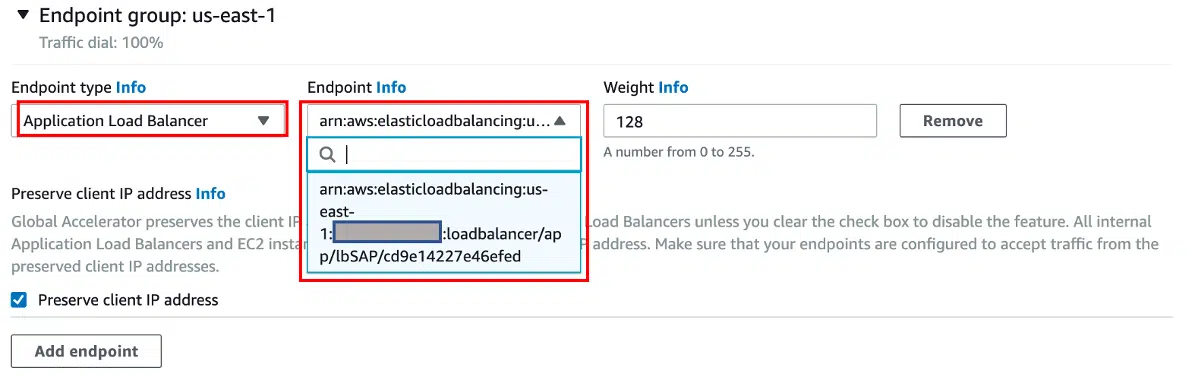 Endpoint group: us-east-1
Traffic dial: 100%
Endpoint type Info
Endpoint Info
Weight Info
Application Load Balancer
arn:aws:elasticloadbalancing:u...
128
Remove
A number from 0 to 255.
arn:aws:elasticloadbalancing:us-
east-
1: :loadbalancer/ap
p/lbSAP/cd9e14227e46efed
Preserve client IP address Info
Global Accelerator preserves the client IP Load Balancers unless you clear the check box to disable the feature. All internal
Application Load Balancers and EC2 instan P address. Make sure that your endpoints are configured to accept traffic from the
preserved client IP addresses.
Preserve client IP address
Add endpoint